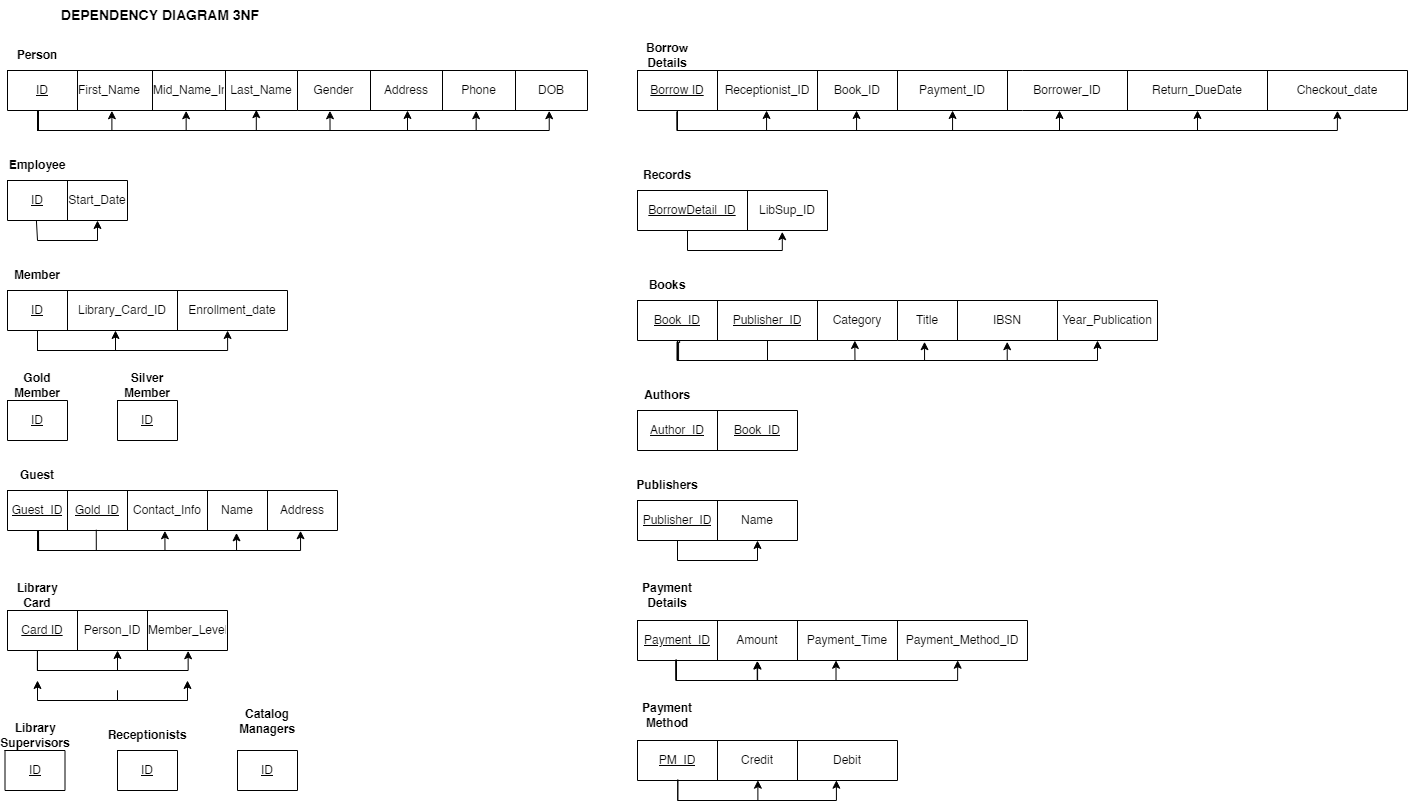 DEPENDENCY DIAGRAM 3NF
Person
ID First_Name Mid_Name_Ir Last_Name Gender Address Phone DOB
Employee
ID Start_Date
Member
ID Library_Card_ID Enrollment_date
Gold
Member
ID
Silver
Member
ID
Guest
Guest_ID Gold_ID Contact_Info Name Address
Library
Card
Card ID Person_ID Member_Level
Library
Supervisors
ID
Receptionists
ID
Catalog
Managers
ID
Borrow
Details
Borrow ID Receptionist_ID Book_ID Payment_ID Borrower_ID Return_DueDate Checkout_date
Records
BorrowDetail_ID LibSup_ID
Books
Book_ID Publisher_ID Category Title IBSN Year_Publication
Authors
Author_ID Book_ID
Publishers
Publisher_ID Name
Payment
Details
Payment_ID Amount Payment_Time Payment_Method_ID
Payment
Method
PM_ID Credit Debit